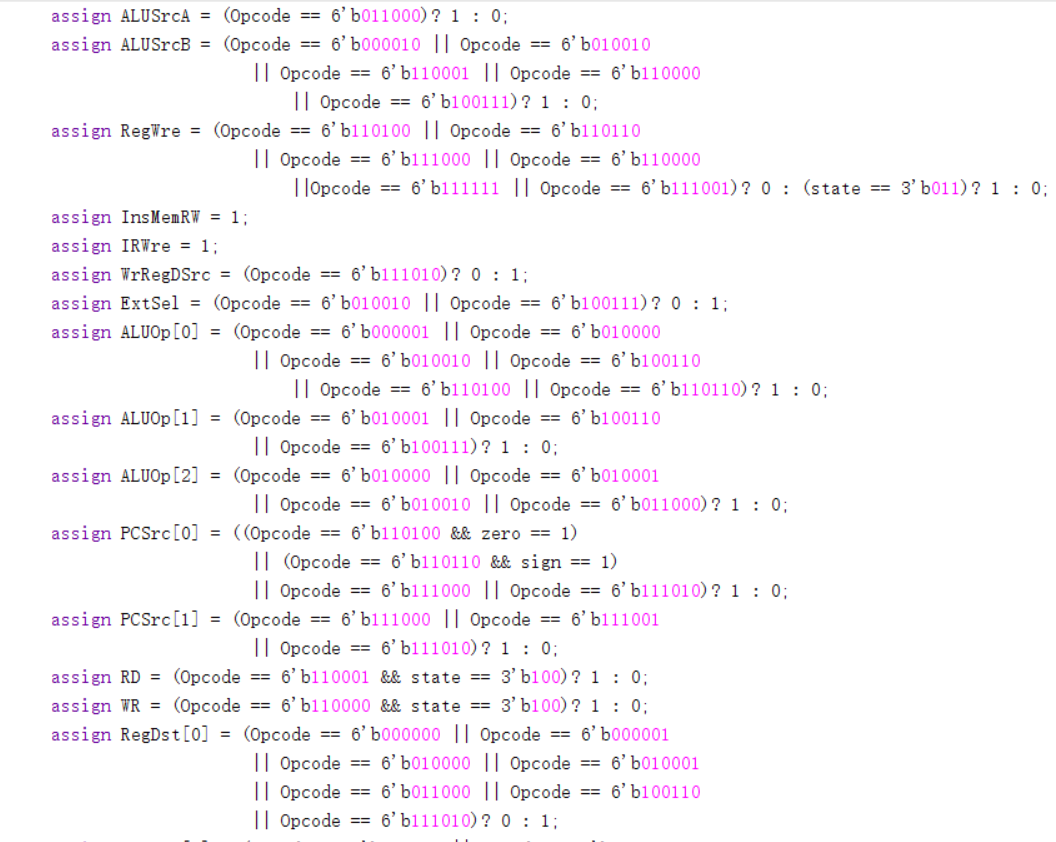 assign ALUSrcA = (Opcode == 6'b011000)? 1 : 0;
assign ALUSrcB = (Opcode == 6'b000010 || Opcode == 6'b010010
|| Opcode == 6'b110001 || Opcode == 6'b110000
|| Opcode == 6'b100111)? 1 : 0;
assign RegWre = (Opcode == 6'b110100 || Opcode == 6'b110110
|| Opcode == 6'b111000 || Opcode == 6'b110000
||Opcode == 6'b111111 || Opcode == 6'b111001)? 0 : (state == 3'b011)? 1 : 0;
assign InsMemRW = 1;
assign IRWre = 1;
assign WrRegDSrc = (Opcode == 6'b111010)? 0 : 1;
assign ExtSel = (Opcode == 6'b010010 || Opcode == 6'b100111)? 0 : 1;
assign ALUOp[0] = (Opcode == 6'b000001 || Opcode == 6'b010000
|| Opcode == 6'b010010 || Opcode == 6'b100110
|| Opcode == 6'b110100 || Opcode == 6'b110110)? 1 : 0;
assign ALUOp[1] = (Opcode == 6'b010001 || Opcode == 6'b100110
|| Opcode == 6'b100111)? 1 : 0;
assign ALUOp[2] = (Opcode == 6'b010000 || Opcode == 6'b010001
|| Opcode == 6'b010010 || Opcode == 6'b011000)? 1 : 0;
assign PCSrc[0] = ((Opcode == 6'b110100 && zero == 1)
|| (Opcode == 6'b110110 && sign == 1)
|| Opcode == 6'b111000 || Opcode == 6'b111010)? 1 : 0;
assign PCSrc[1] = (Opcode == 6'b111000 || Opcode == 6'b111001
|| Opcode == 6'b111010)? 1 : 0;
assign RD = (Opcode == 6'b110001 && state == 3'b100)? 1 : 0;
assign WR = (Opcode == 6'b110000 && state == 3'b100)? 1 : 0;
assign RegDst[0] = (Opcode == 6'b000000 || Opcode == 6'b000001
|| Opcode == 6'b010000 || Opcode == 6'b010001
|| Opcode == 6'b011000 || Opcode == 6'b100110
|| Opcode == 6'b111010)? 0 : 1;